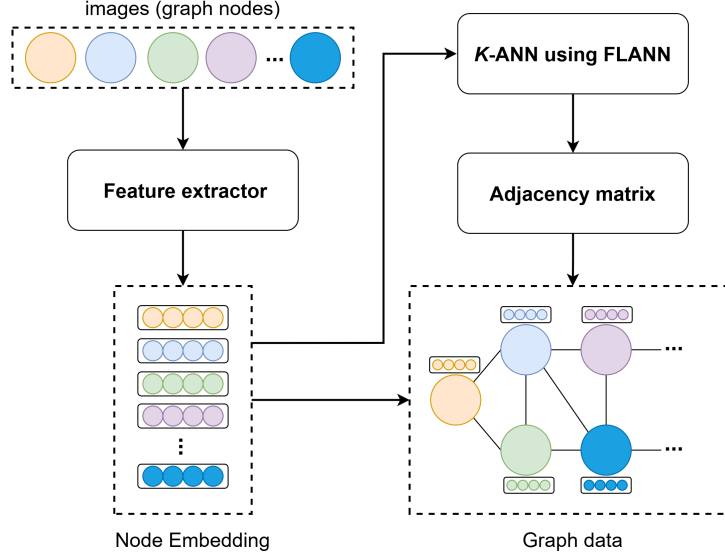 images (graph nodes)
...
Feature extractor
K-ANN using FLANN
Adjacency matrix
...
...
...
Node Embedding
Graph data